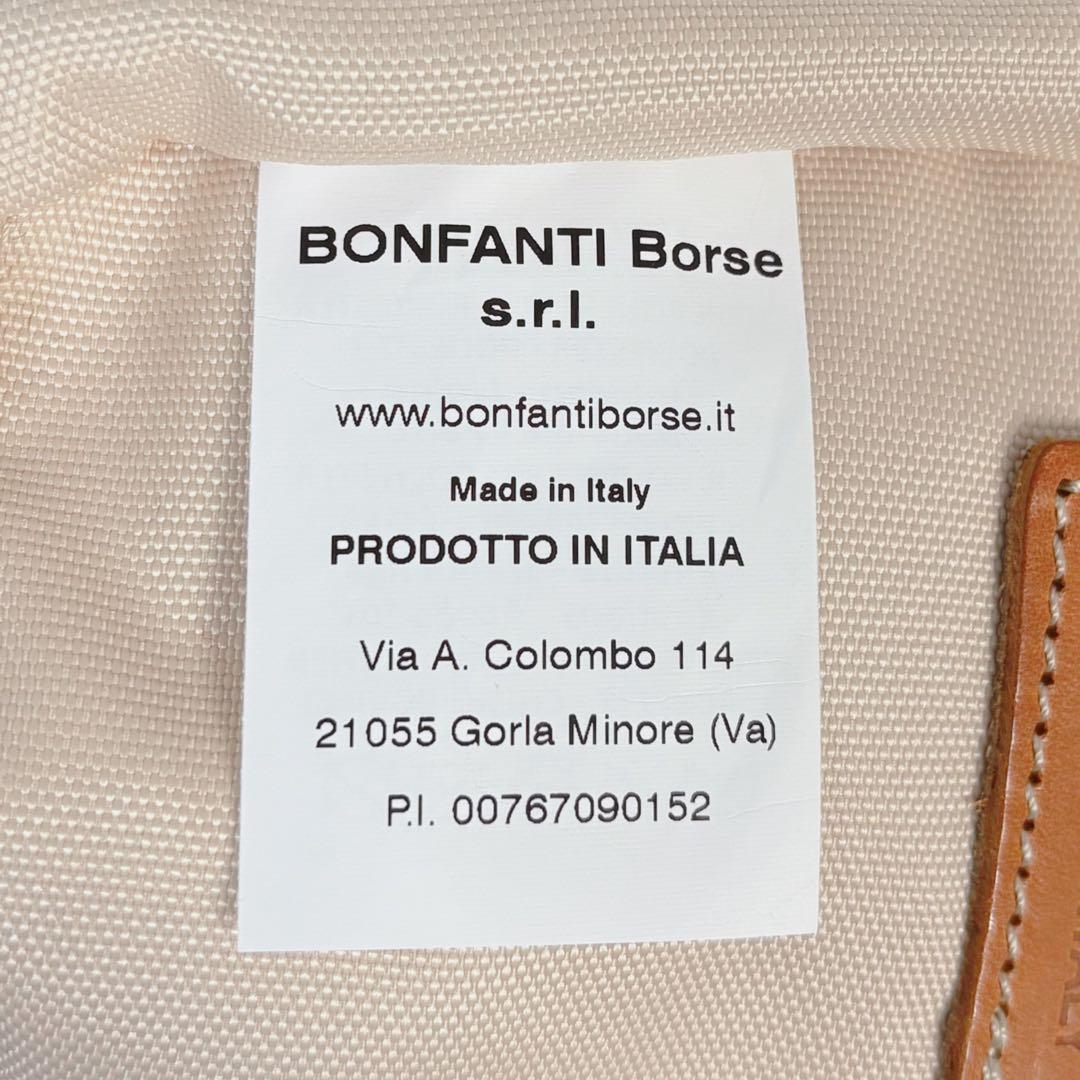 BONFANTI Borse
s.r.l.
www.bonfantiborse.it
Made in Italy
PRODOTTO IN ITALIA
Via A. Colombo 114
21055 Gorla Minore (Va)
P.I. 00767090152